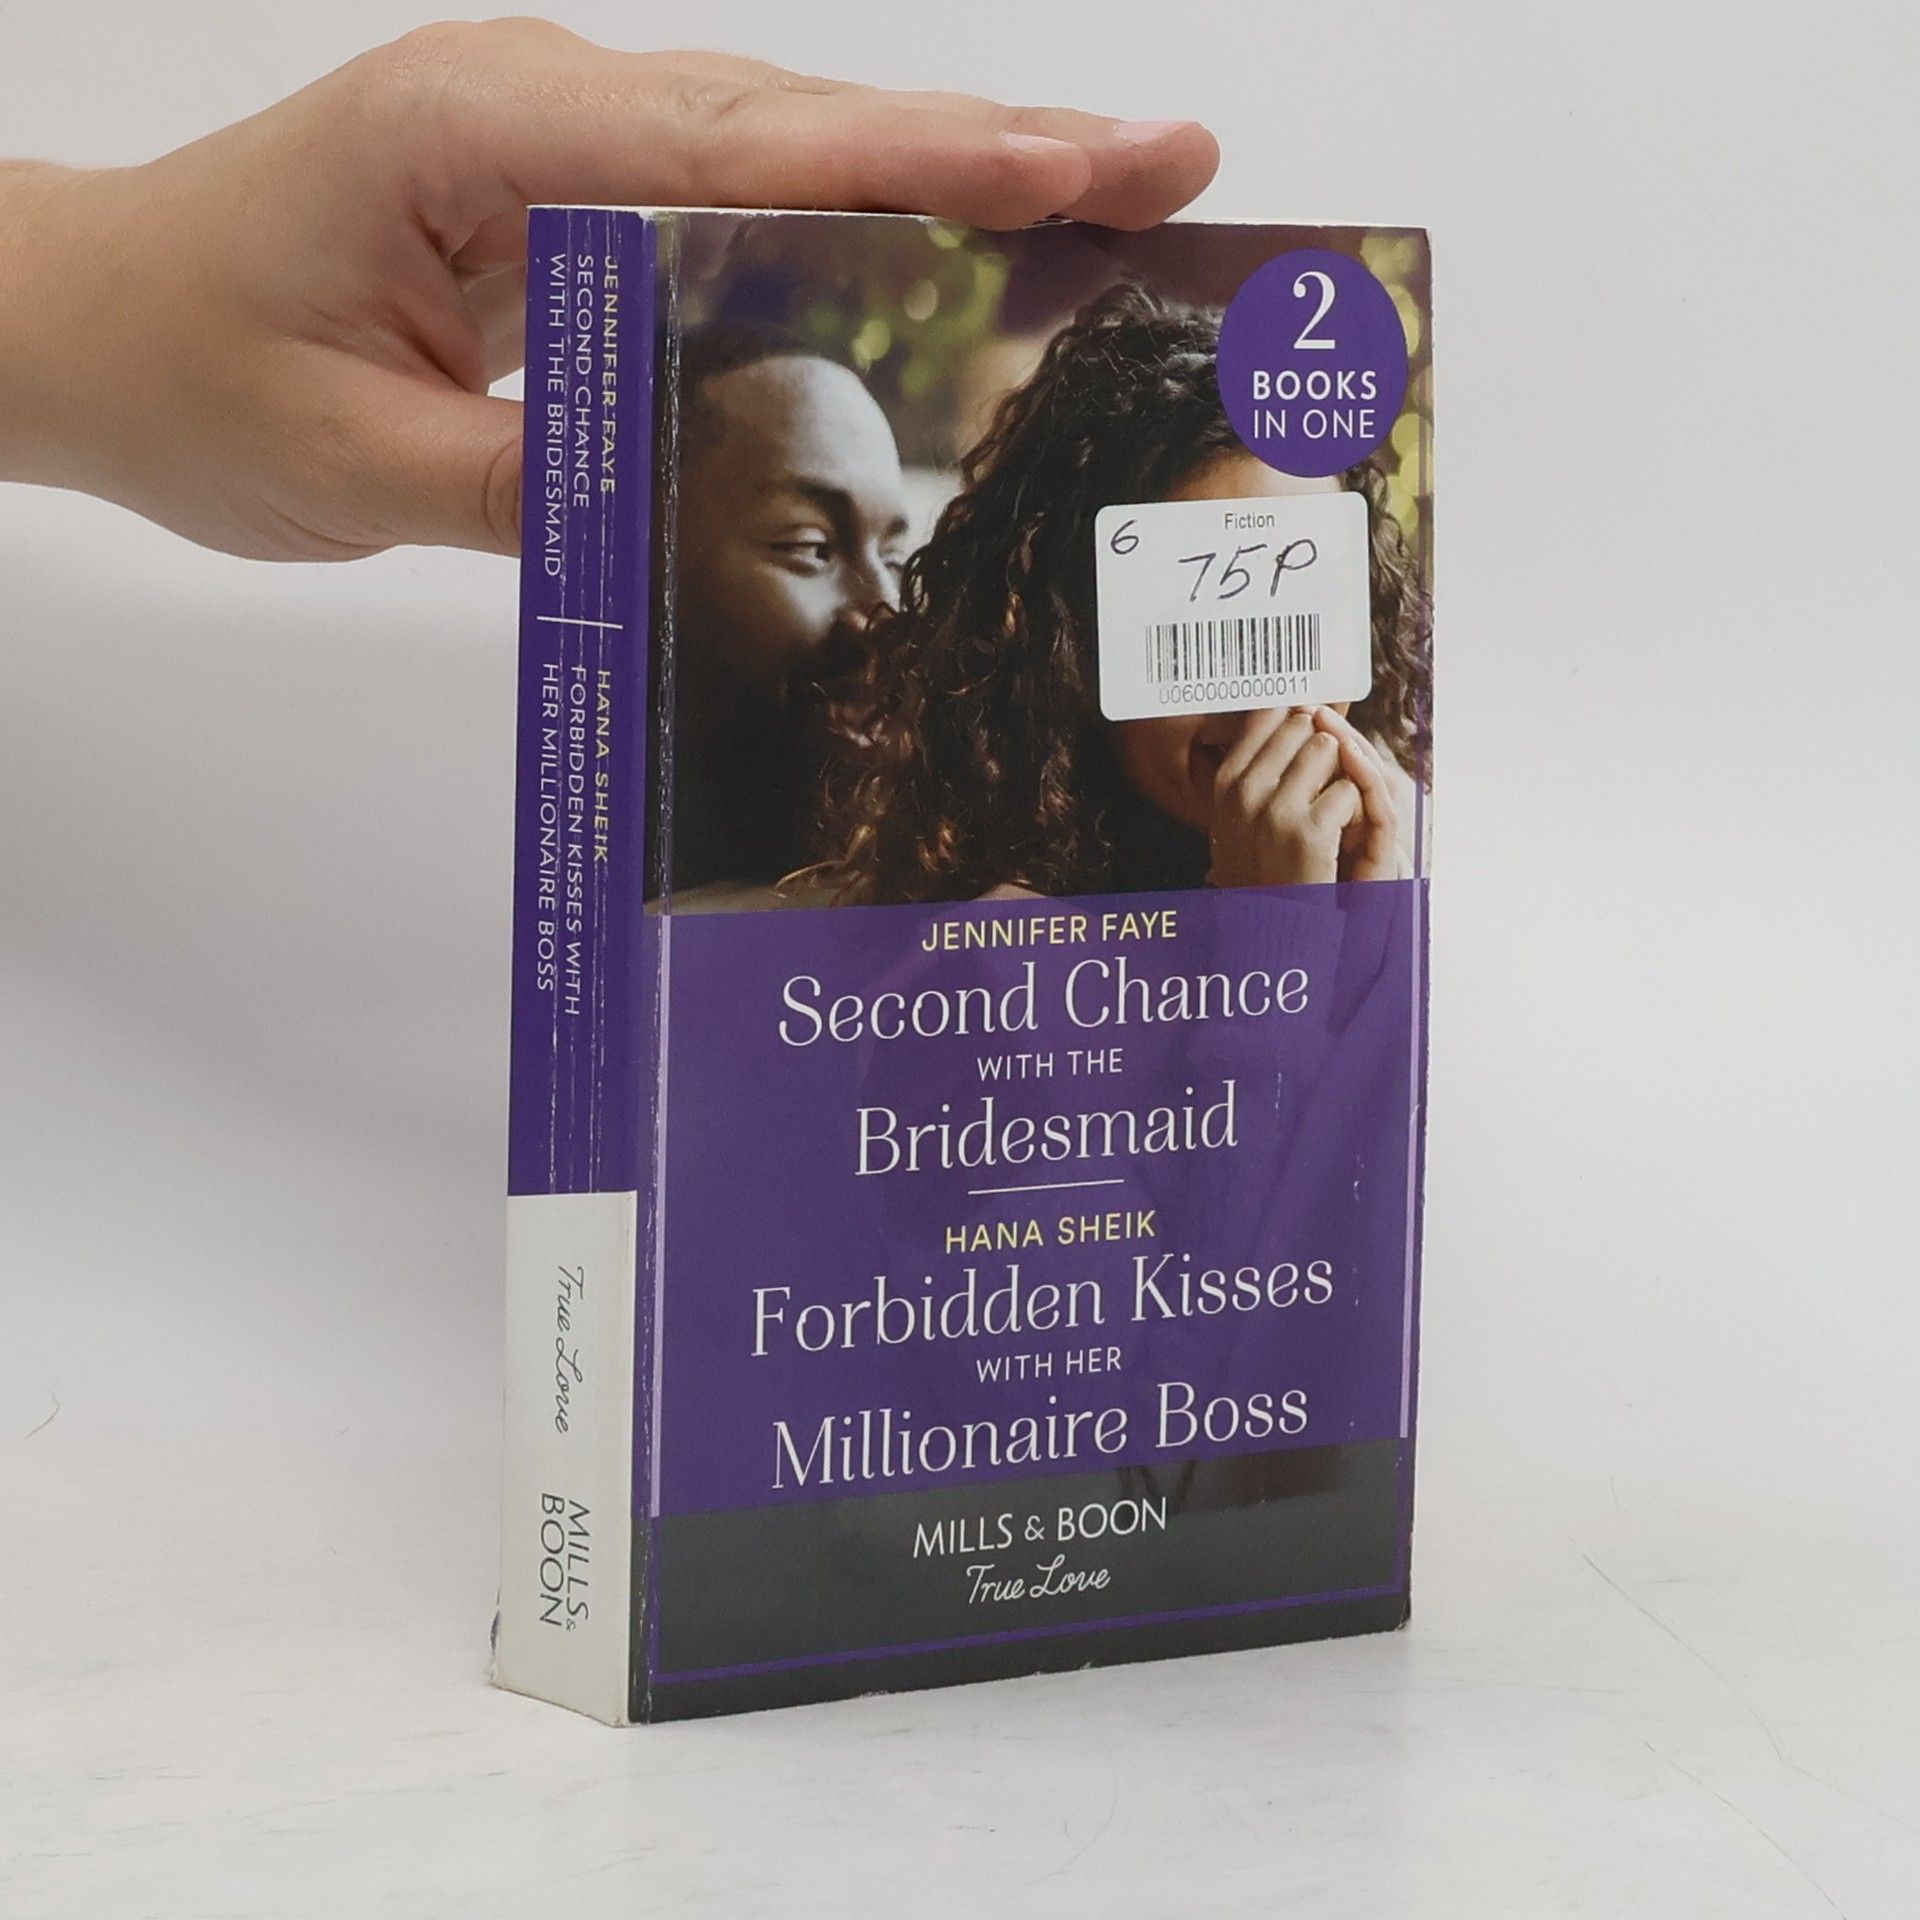 JENNIFER FAYE
SECOND CHANCE
WITH THE BRIDESMAID
HANA SHEIK
FORBIDDEN KISSES WITH
HER MILLIONAIRE BOSS
True Love
MILLS &
BOON
2
BOOKS
IN ONE
Fiction
6
75P
0060000000011
JENNIFER FAYE
Second Chance
WITH THE
Bridesmaid
HANA SHEIK
Forbidden Kisses
WITH HER
Millionaire Boss
MILLS & BOON
True Love